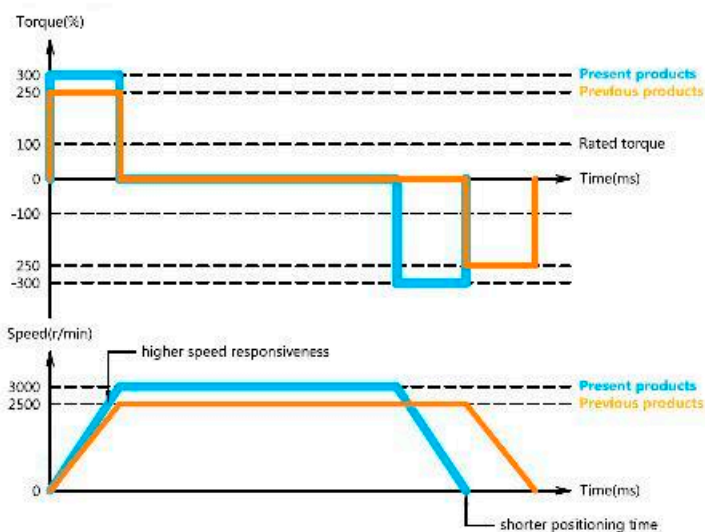 Torque(%)
300
Present products
250
Previous products
100
Rated torque
0
Time(ms)
-100
250
-300
Speed(r/min)
higher speed responsiveness
3000
Present products
2500
Previous products
0
Time(ms)
shorter positioning time